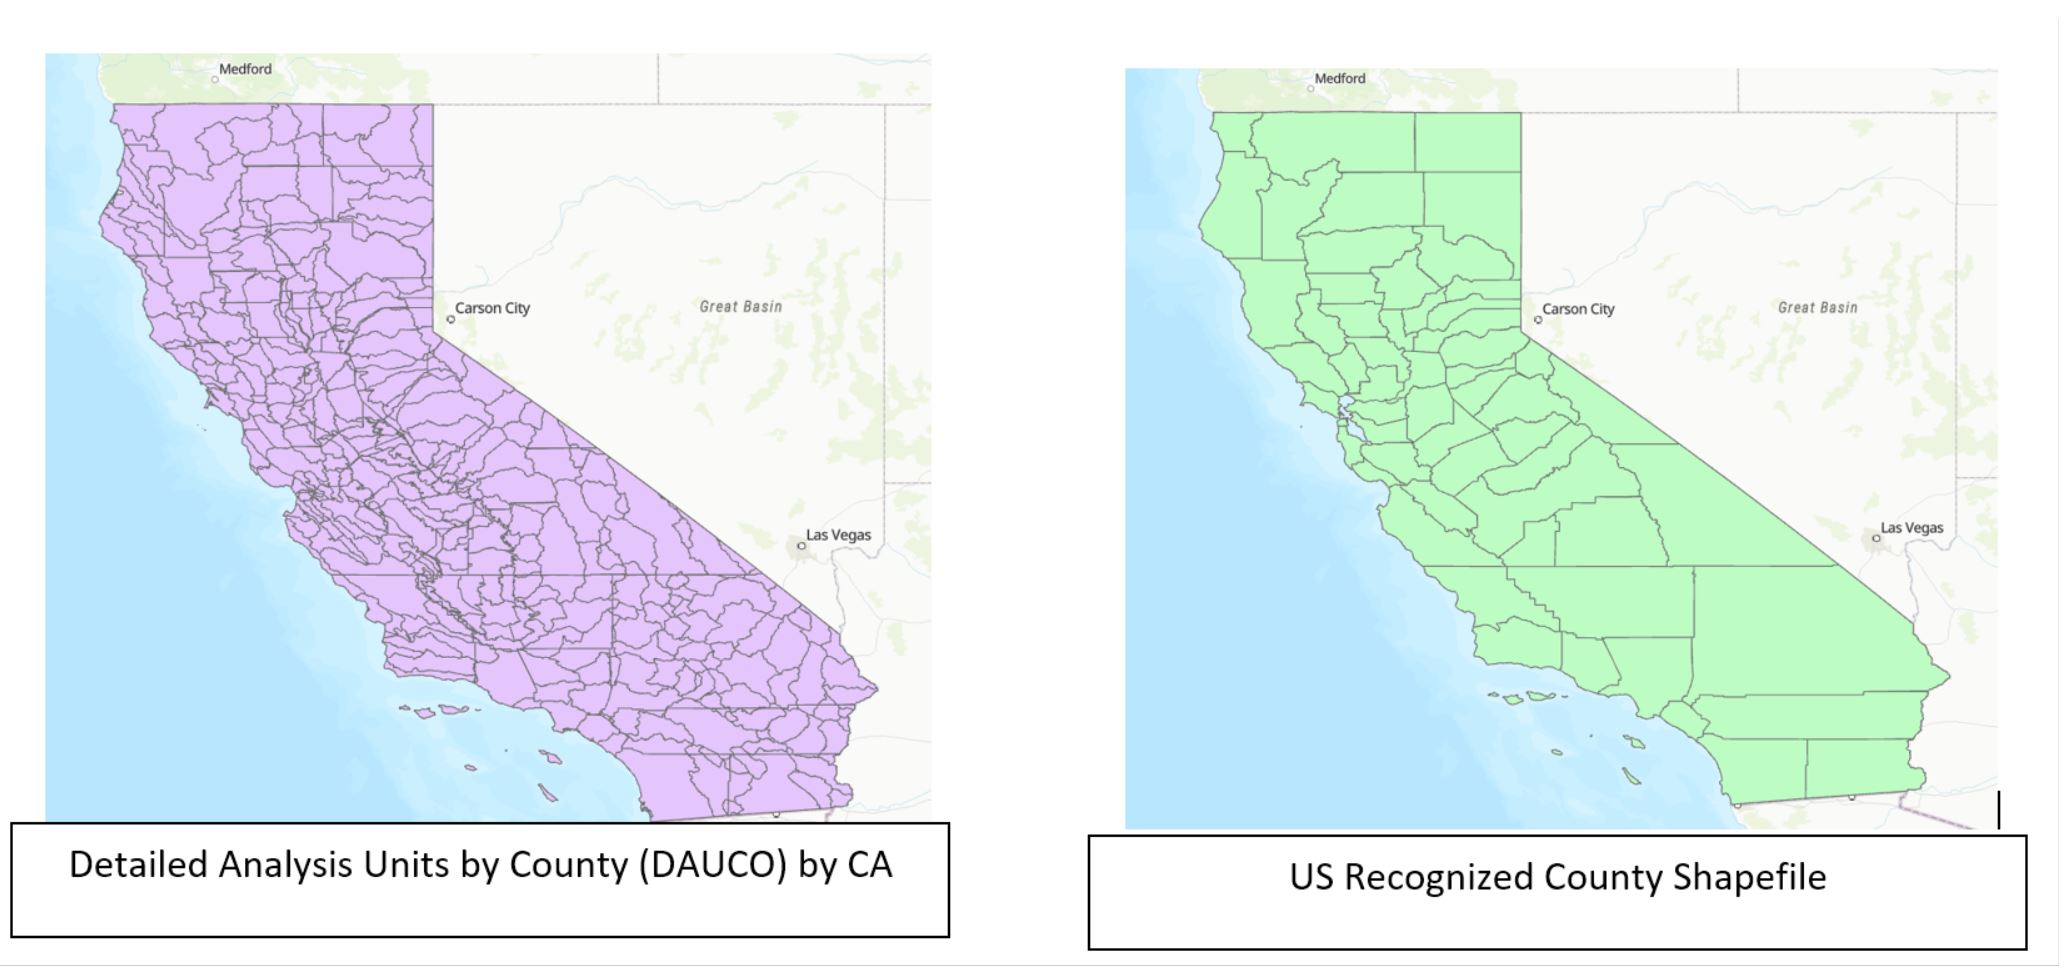 Medford
Carson City
Great Basin
Las Vegas
Detailed Analysis Units by County (DAUCO) by CA
Medford
Carson City
Great Basin
Las Vegas
US Recognized County Shapefile